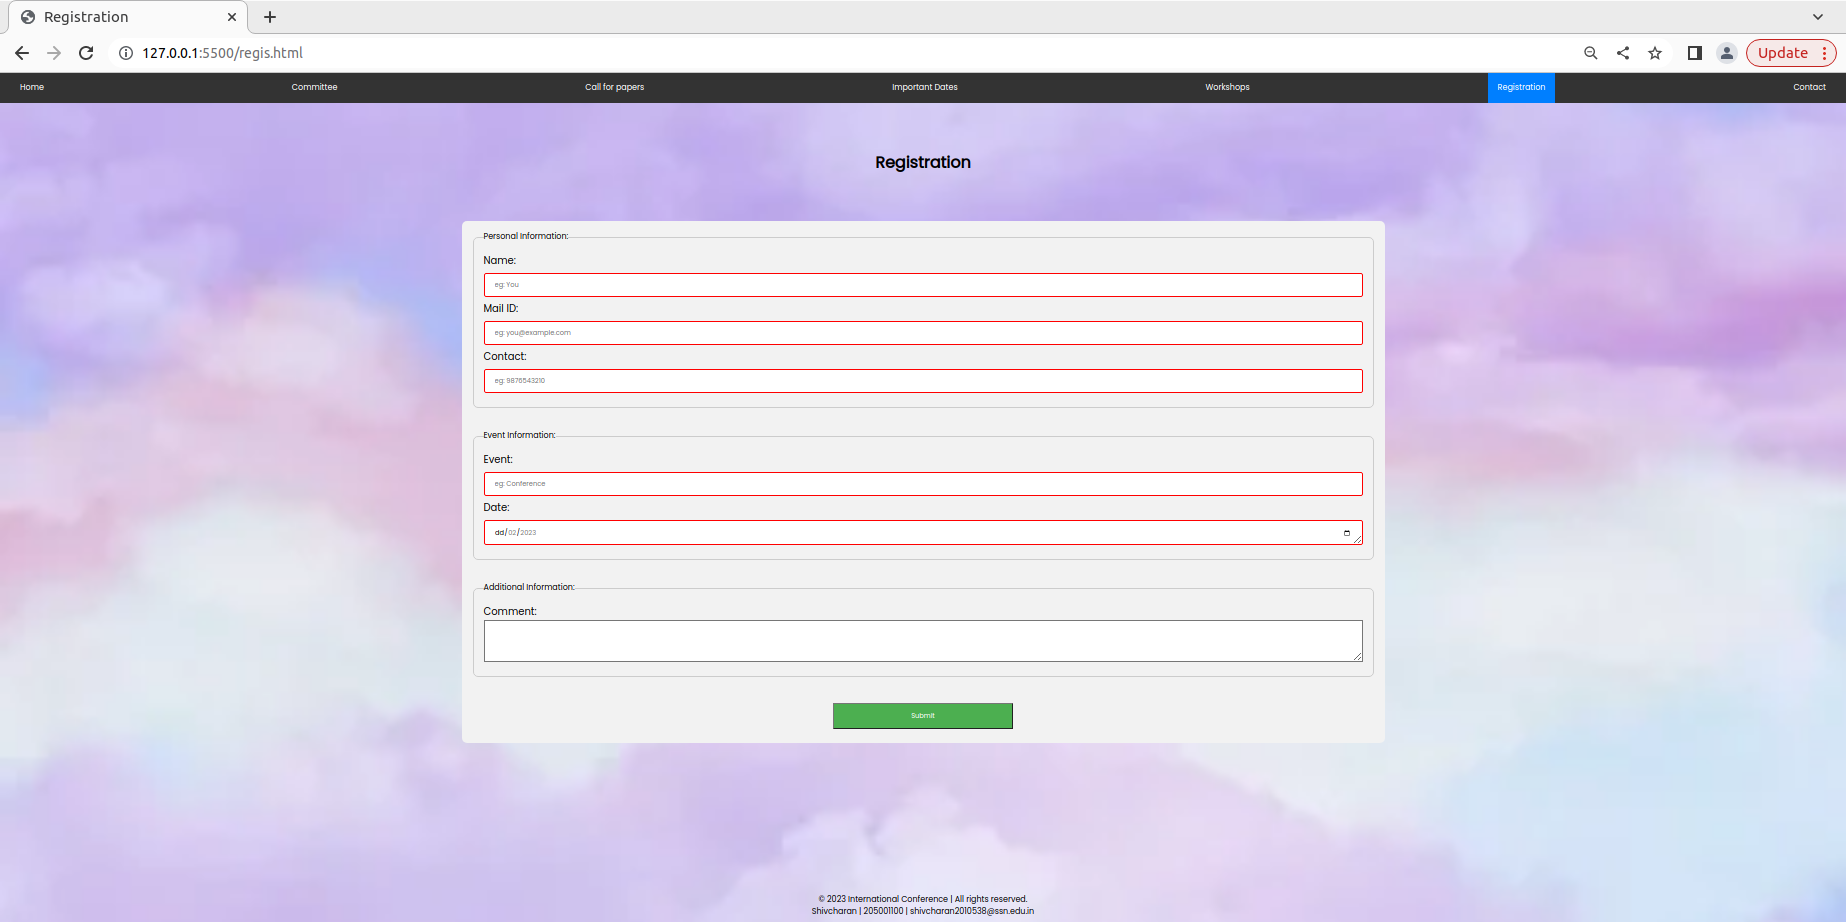 Registration
127.0.0.1:5500/regis.html
Update
Home Committee Call for papers Important Dates Workshops Registration Contact
Registration
Personal Information:
Name:
eg: You
Mail ID:
eg: you@example.com
Contact:
eg: 9876543210
Event Information:
Event:
eg: Conference
Date:
dd/02/2023
Additional Information:
Comment:
Submit
© 2023 International Conference | All rights reserved.
Shivcharan | 205001100 | shivcharan2010538@ssn.edu.in